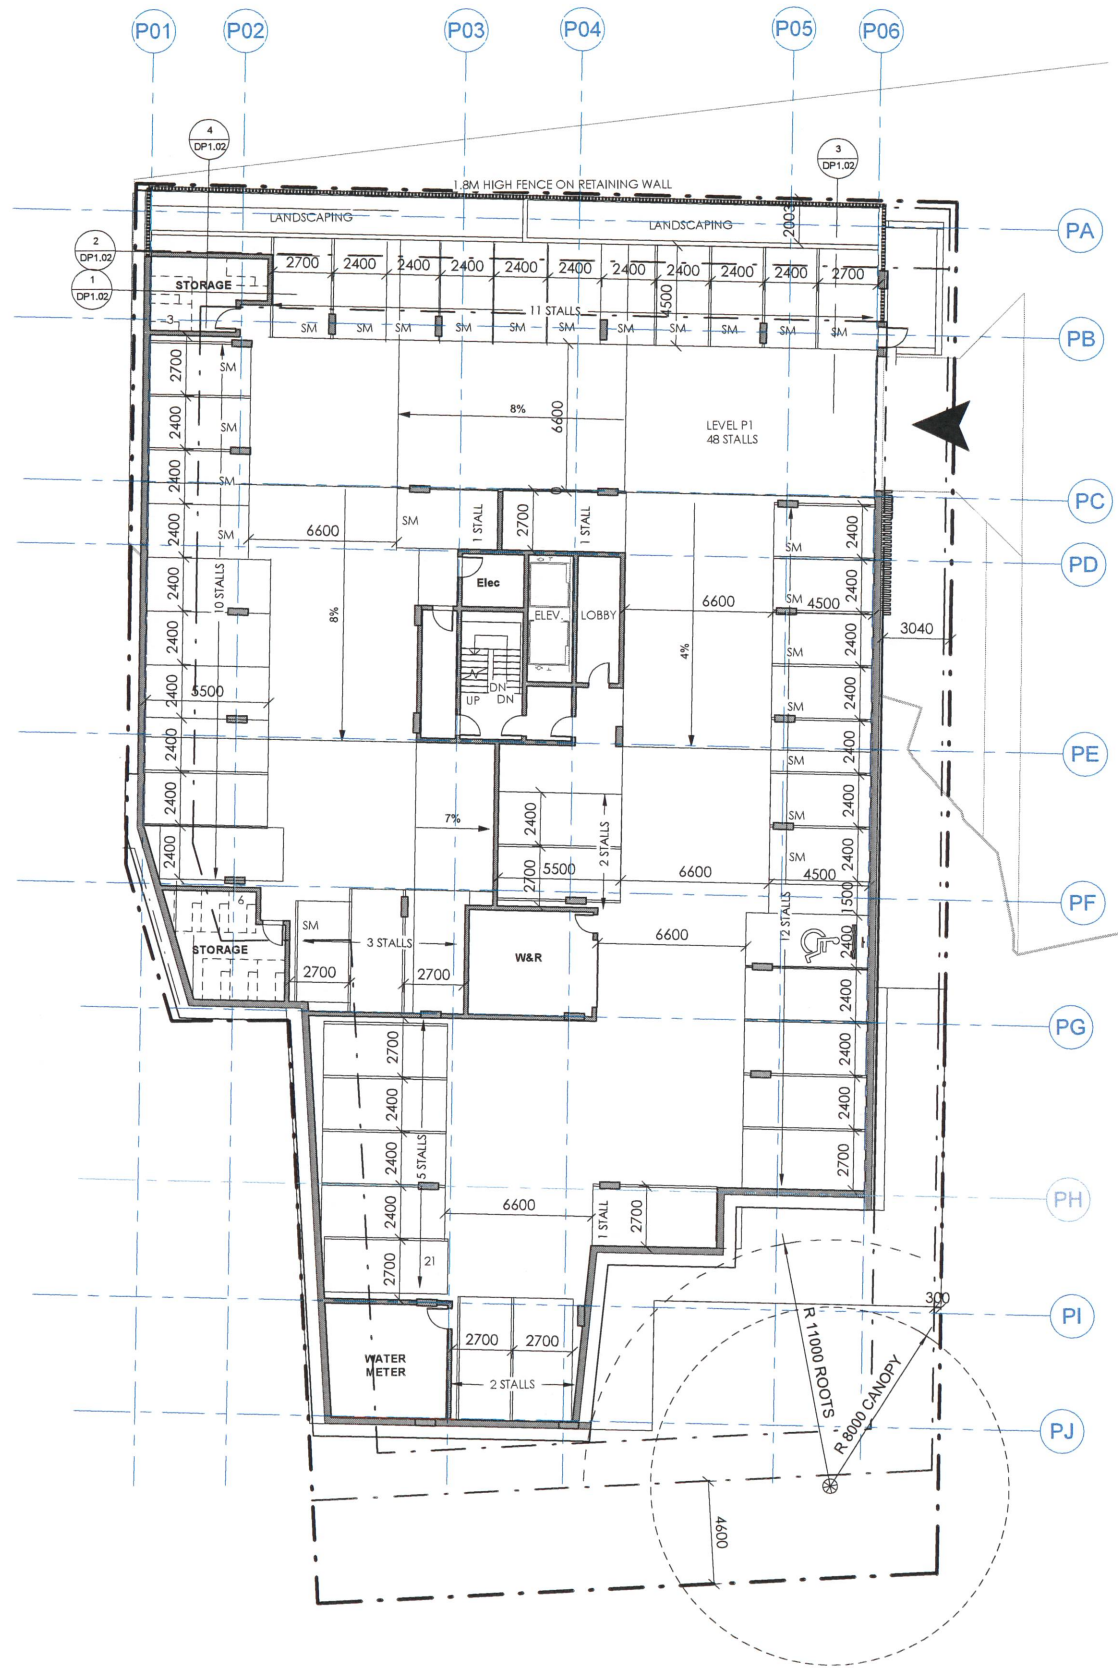 P01 P02 P03 P04 P05 P06
4
DP1.02
3
DP1.02
1.8M HIGH FENCE ON RETAINING WALL
LANDSCAPING
LANDSCAPING
2003
PA
2
DP1.02
1
DP1.02
STORAGE
3
2700 2400 2400 2400 2400 2400 2400 2400 2400 2400 2700
4500
11 STALLS
SM SM SM SM SM SM SM SM SM SM
PB
2700
SM
8%
6600
LEVEL P1
48 STALLS
2400
SM
2400
SM
PC
2400
SM
6600
SM
1 STALL
2700
1 STALL
SM
2400
PD
2400
10 STALLS
8%
Elec
ELEV.
LOBBY
6600
SM
4500
2400
3040
2400
4%
SM
2400
2400
5500
UP
DN
DN
SM
2400
2400
SM
2400
PE
2400
7%
2400
2 STALLS
SM
2400
2400
2700
5500
6600
SM
4500
2400
1500
PF
6
STORAGE
SM
3 STALLS
2700
2700
W&R
6600
12 STALLS
2400
2400
PG
2700
2400
2400
2400
2700
5 STALLS
21
2400
2400
2700
6600
1 STALL
2700
PH
300
PI
WATER
METER
2700 2700
2 STALLS
R 11000 ROOTS
R 8000 CANOPY
PJ
4600